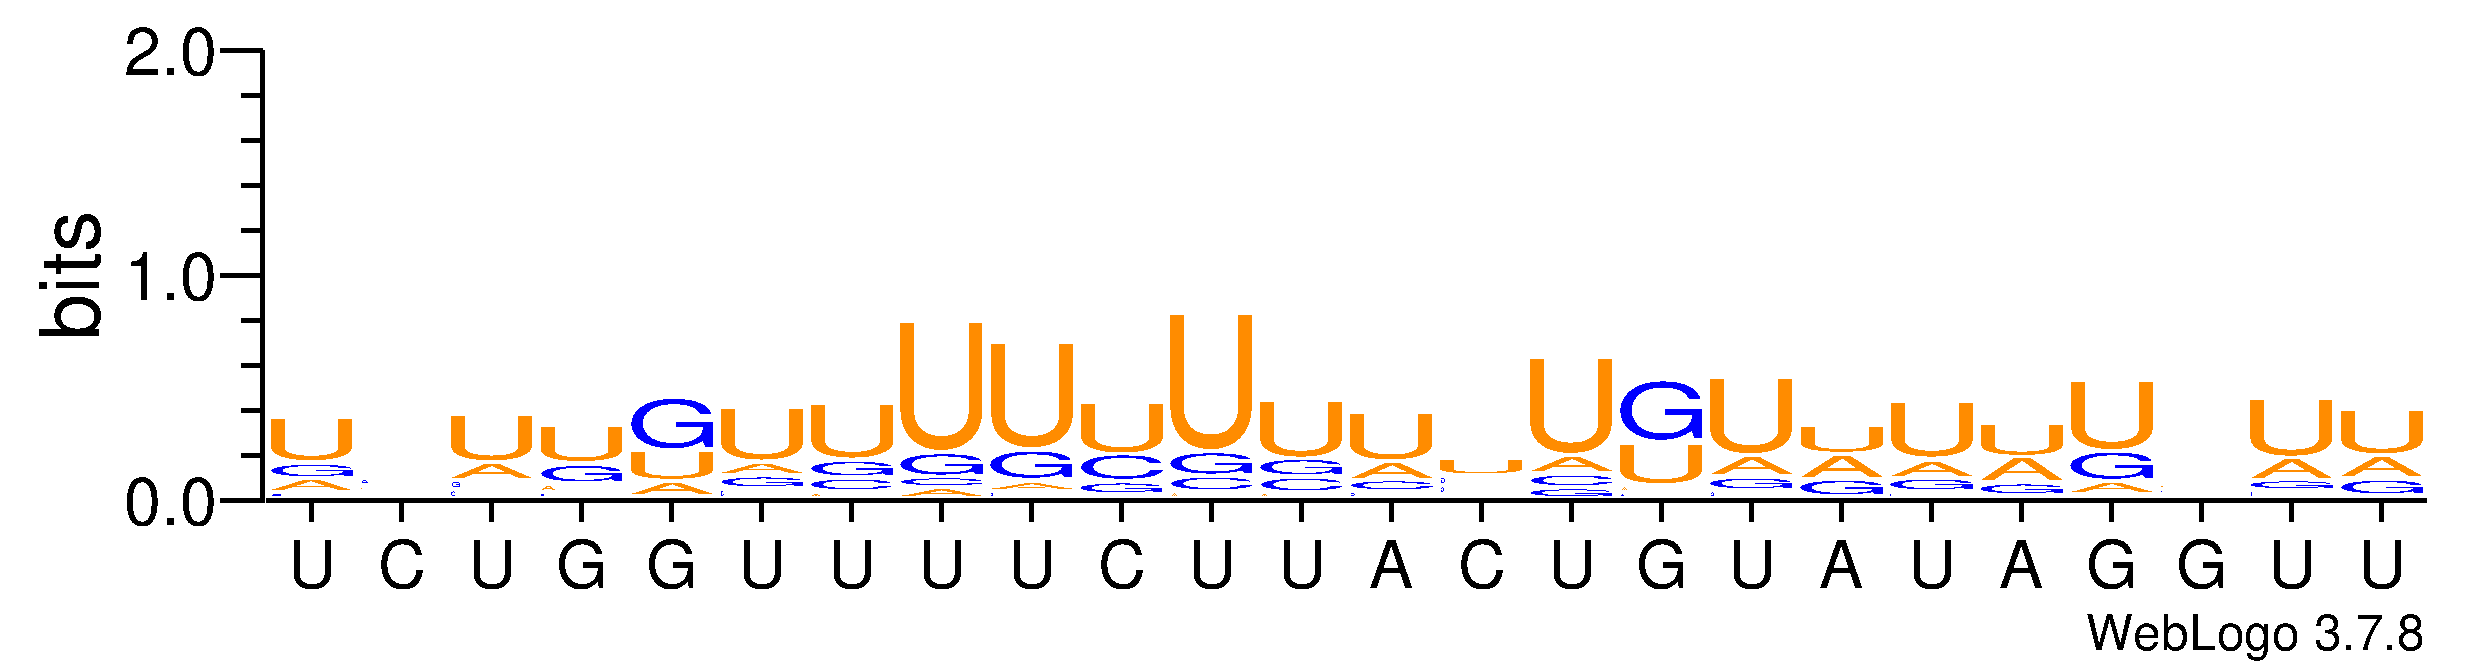 2.0
bits
1.0
0.0
U C U G G U U U U C U U A C U G U A U A G G U U
WebLogo 3.7.8